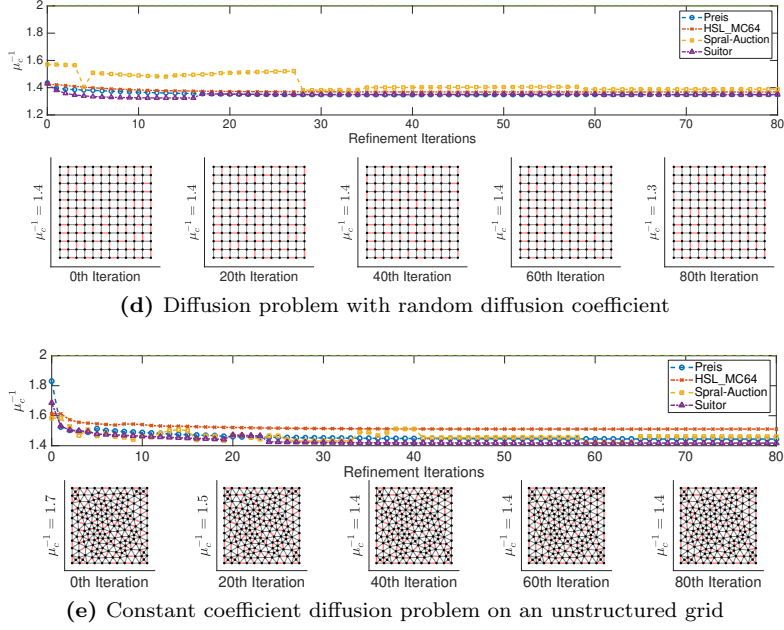 2
1.8
1.6
1.4
1.2
μ_c^{-1}
0 10 20 30 40 50 60 70 80
Refinement Iterations
Preis
HSL_MC64
Spral-Auction
Suitor
μ_c^{-1} = 1.4
0th Iteration
μ_c^{-1} = 1.4
20th Iteration
μ_c^{-1} = 1.4
40th Iteration
μ_c^{-1} = 1.4
60th Iteration
μ_c^{-1} = 1.3
80th Iteration
(d) Diffusion problem with random diffusion coefficient
2
1.8
1.6
1.4
μ_c^{-1}
0 10 20 30 40 50 60 70 80
Refinement Iterations
Preis
HSL_MC64
Spral-Auction
Suitor
μ_c^{-1} = 1.7
0th Iteration
μ_c^{-1} = 1.5
20th Iteration
μ_c^{-1} = 1.4
40th Iteration
μ_c^{-1} = 1.4
60th Iteration
μ_c^{-1} = 1.4
80th Iteration
(e) Constant coefficient diffusion problem on an unstructured grid